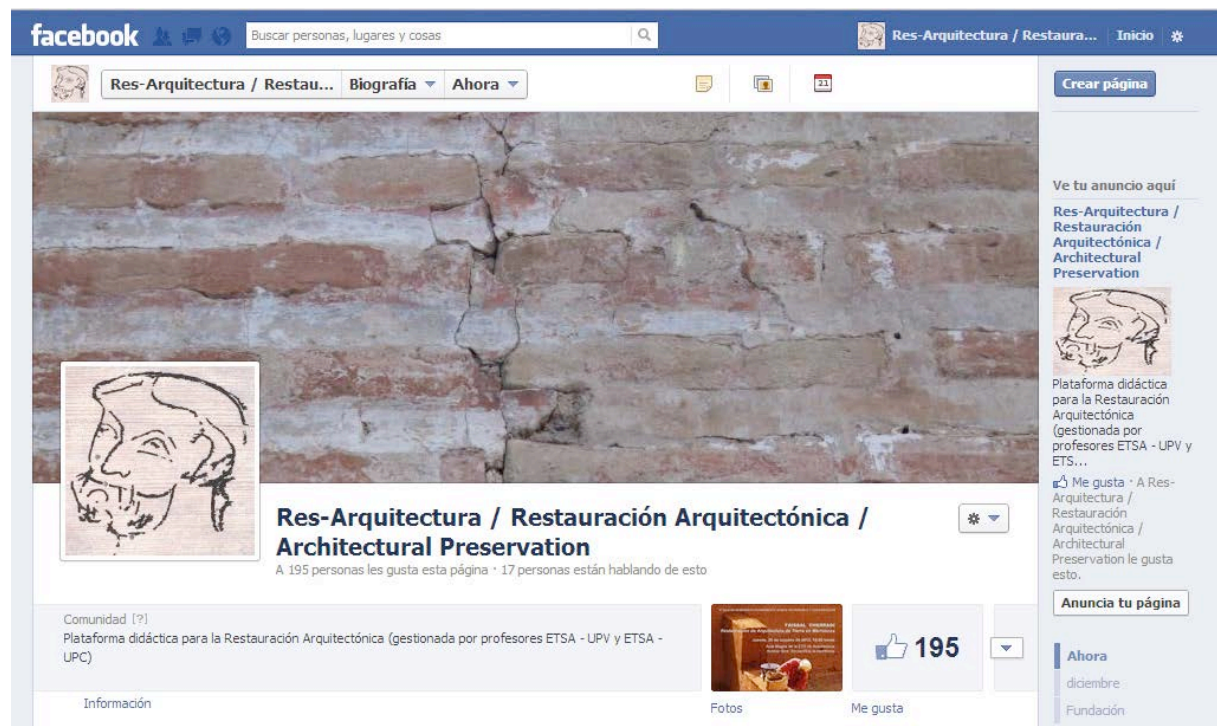 facebook
Buscar personas, lugares y cosas
Res-Arquitectura / Restaura...
Inicio
Res-Arquitectura / Restau...
Biografía
Ahora
21
Crear página
Ve tu anuncio aquí
Res-Arquitectura /
Restauración
Arquitectónica /
Architectural
Preservation
Plataforma didáctica
para la Restauración
Arquitectónica
(gestionada por
profesores ETSA - UPV y
ETS...
Me gusta · A Res-
Arquitectura /
Restauración
Arquitectónica /
Architectural
Preservation le gusta
esto.
Anuncia tu página
Ahora
diciembre
Fundación
Res-Arquitectura / Restauración Arquitectónica /
Architectural Preservation
A 195 personas les gusta esta página · 17 personas están hablando de esto
Comunidad [?]
Plataforma didáctica para la Restauración Arquitectónica (gestionada por profesores ETSA - UPV y ETSA -
UPC)
Información
195
Fotos
Me gusta